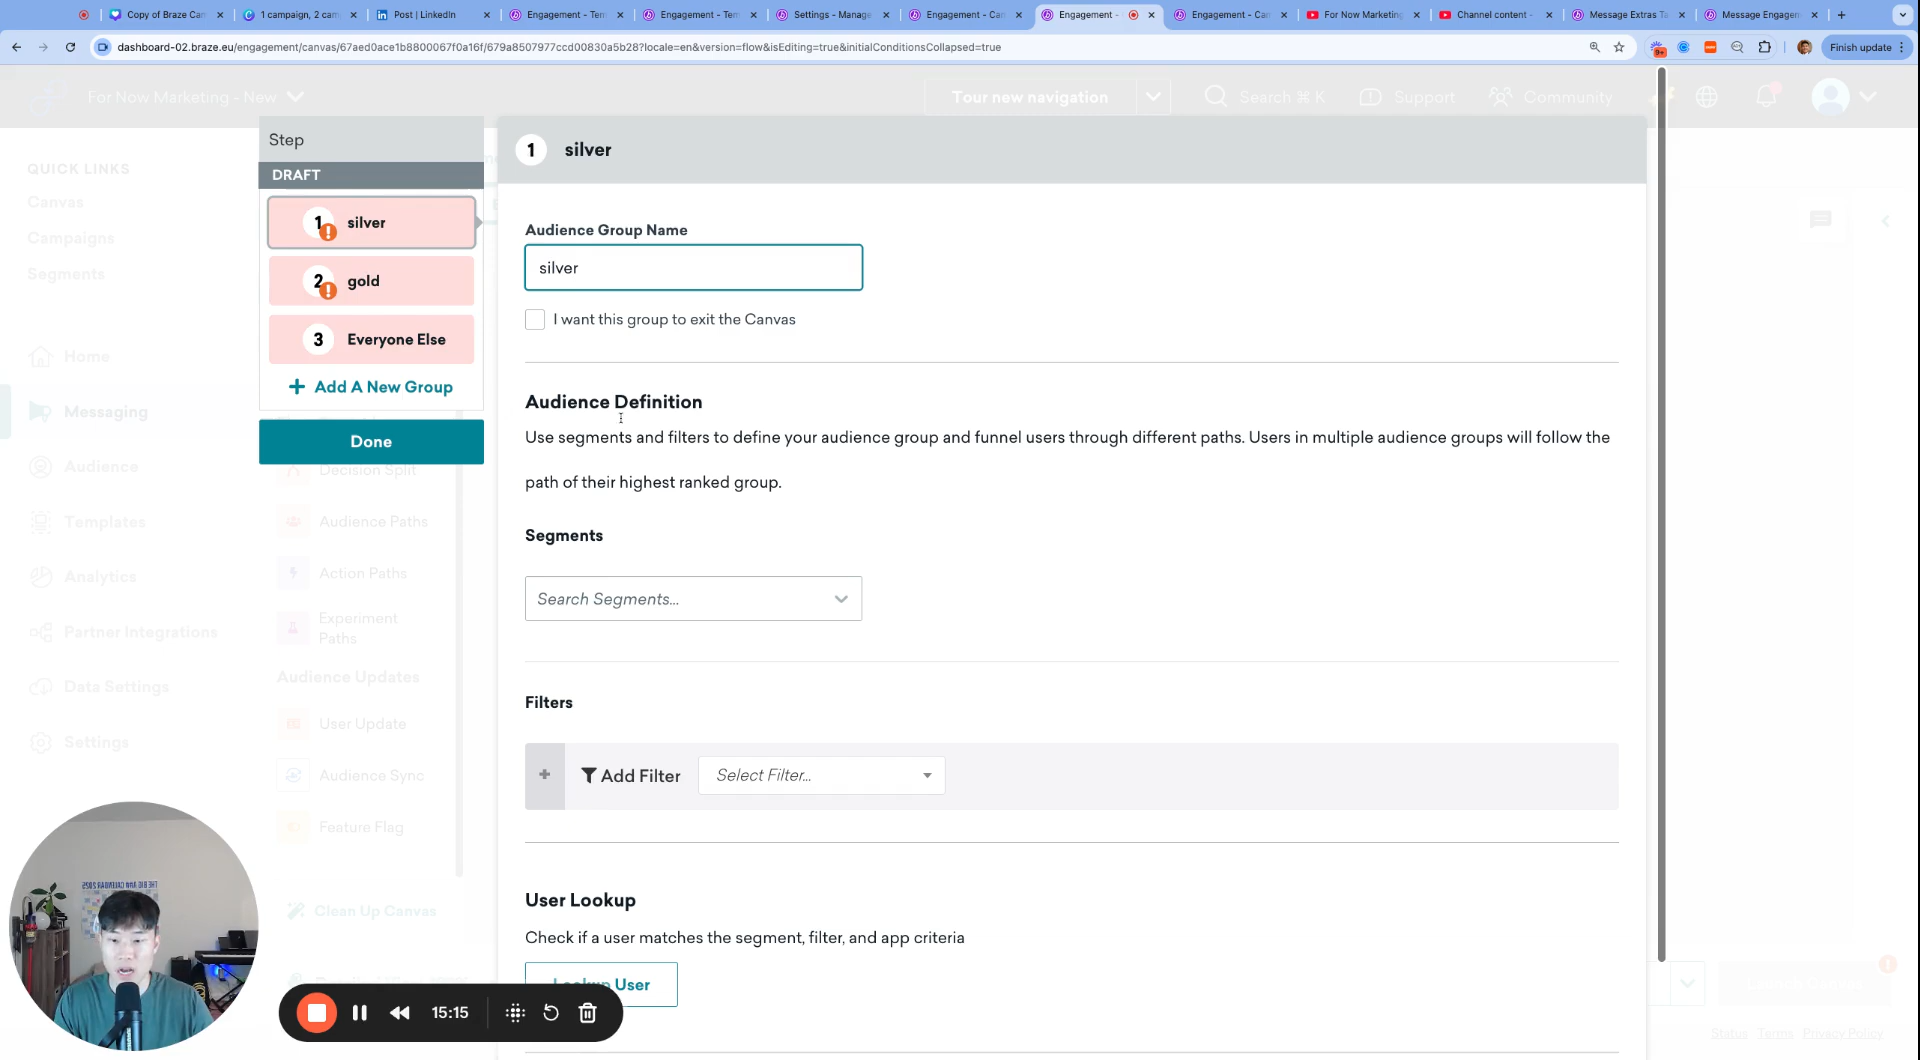 Copy of Braze Can
1 campaign, 2 cam
Post | LinkedIn
Engagement - Tem
Engagement - Tem
Settings - Manage
Engagement - Can
Engagement -
Engagement - Can
For Now Marketing
Channel content -
Message Extras Ta
Message Engagem
dashboard-02.braze.eu/engagement/canvas/67aed0ace1b8800067f0a16f/679a8507977ccd00830a5b28?locale=en&version=flow&isEditing=true&initialConditionsCollapsed=true
9+
Finish update
For Now Marketing - New
Tour new navigation
Search ⌘ K
Support
Community
QUICK LINKS
Canvas
Campaigns
Segments
Home
Messaging
Audience
Templates
Analytics
Partner Integrations
Data Settings
Settings
Step
DRAFT
1 silver
2 gold
3 Everyone Else
+ Add A New Group
Done
Decision Split
Audience Paths
Action Paths
Experiment
Paths
Audience Updates
User Update
Audience Sync
Feature Flag
Clean Up Canvas
1 silver
Audience Group Name
silver
I want this group to exit the Canvas
Audience Definition
Use segments and filters to define your audience group and funnel users through different paths. Users in multiple audience groups will follow the
path of their highest ranked group.
Segments
Search Segments...
Filters
+ Add Filter Select Filter...
User Lookup
Check if a user matches the segment, filter, and app criteria
Lookup User
15:15
Status Terms Privacy Policy